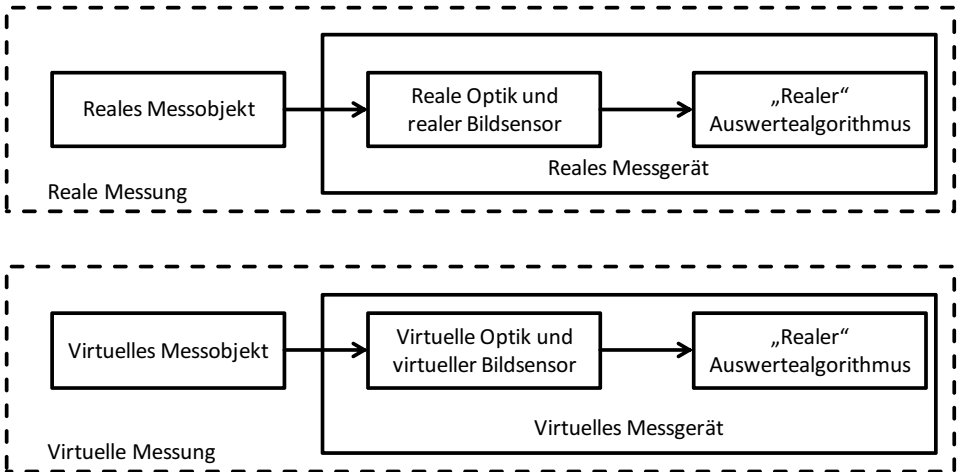 Reales Messobjekt
Reale Optik und
realer Bildsensor
„Realer“
Auswertealgorithmus
Reales Messgerät
Reale Messung
Virtuelles Messobjekt
Virtuelle Optik und
virtueller Bildsensor
„Realer“
Auswertealgorithmus
Virtuelles Messgerät
Virtuelle Messung